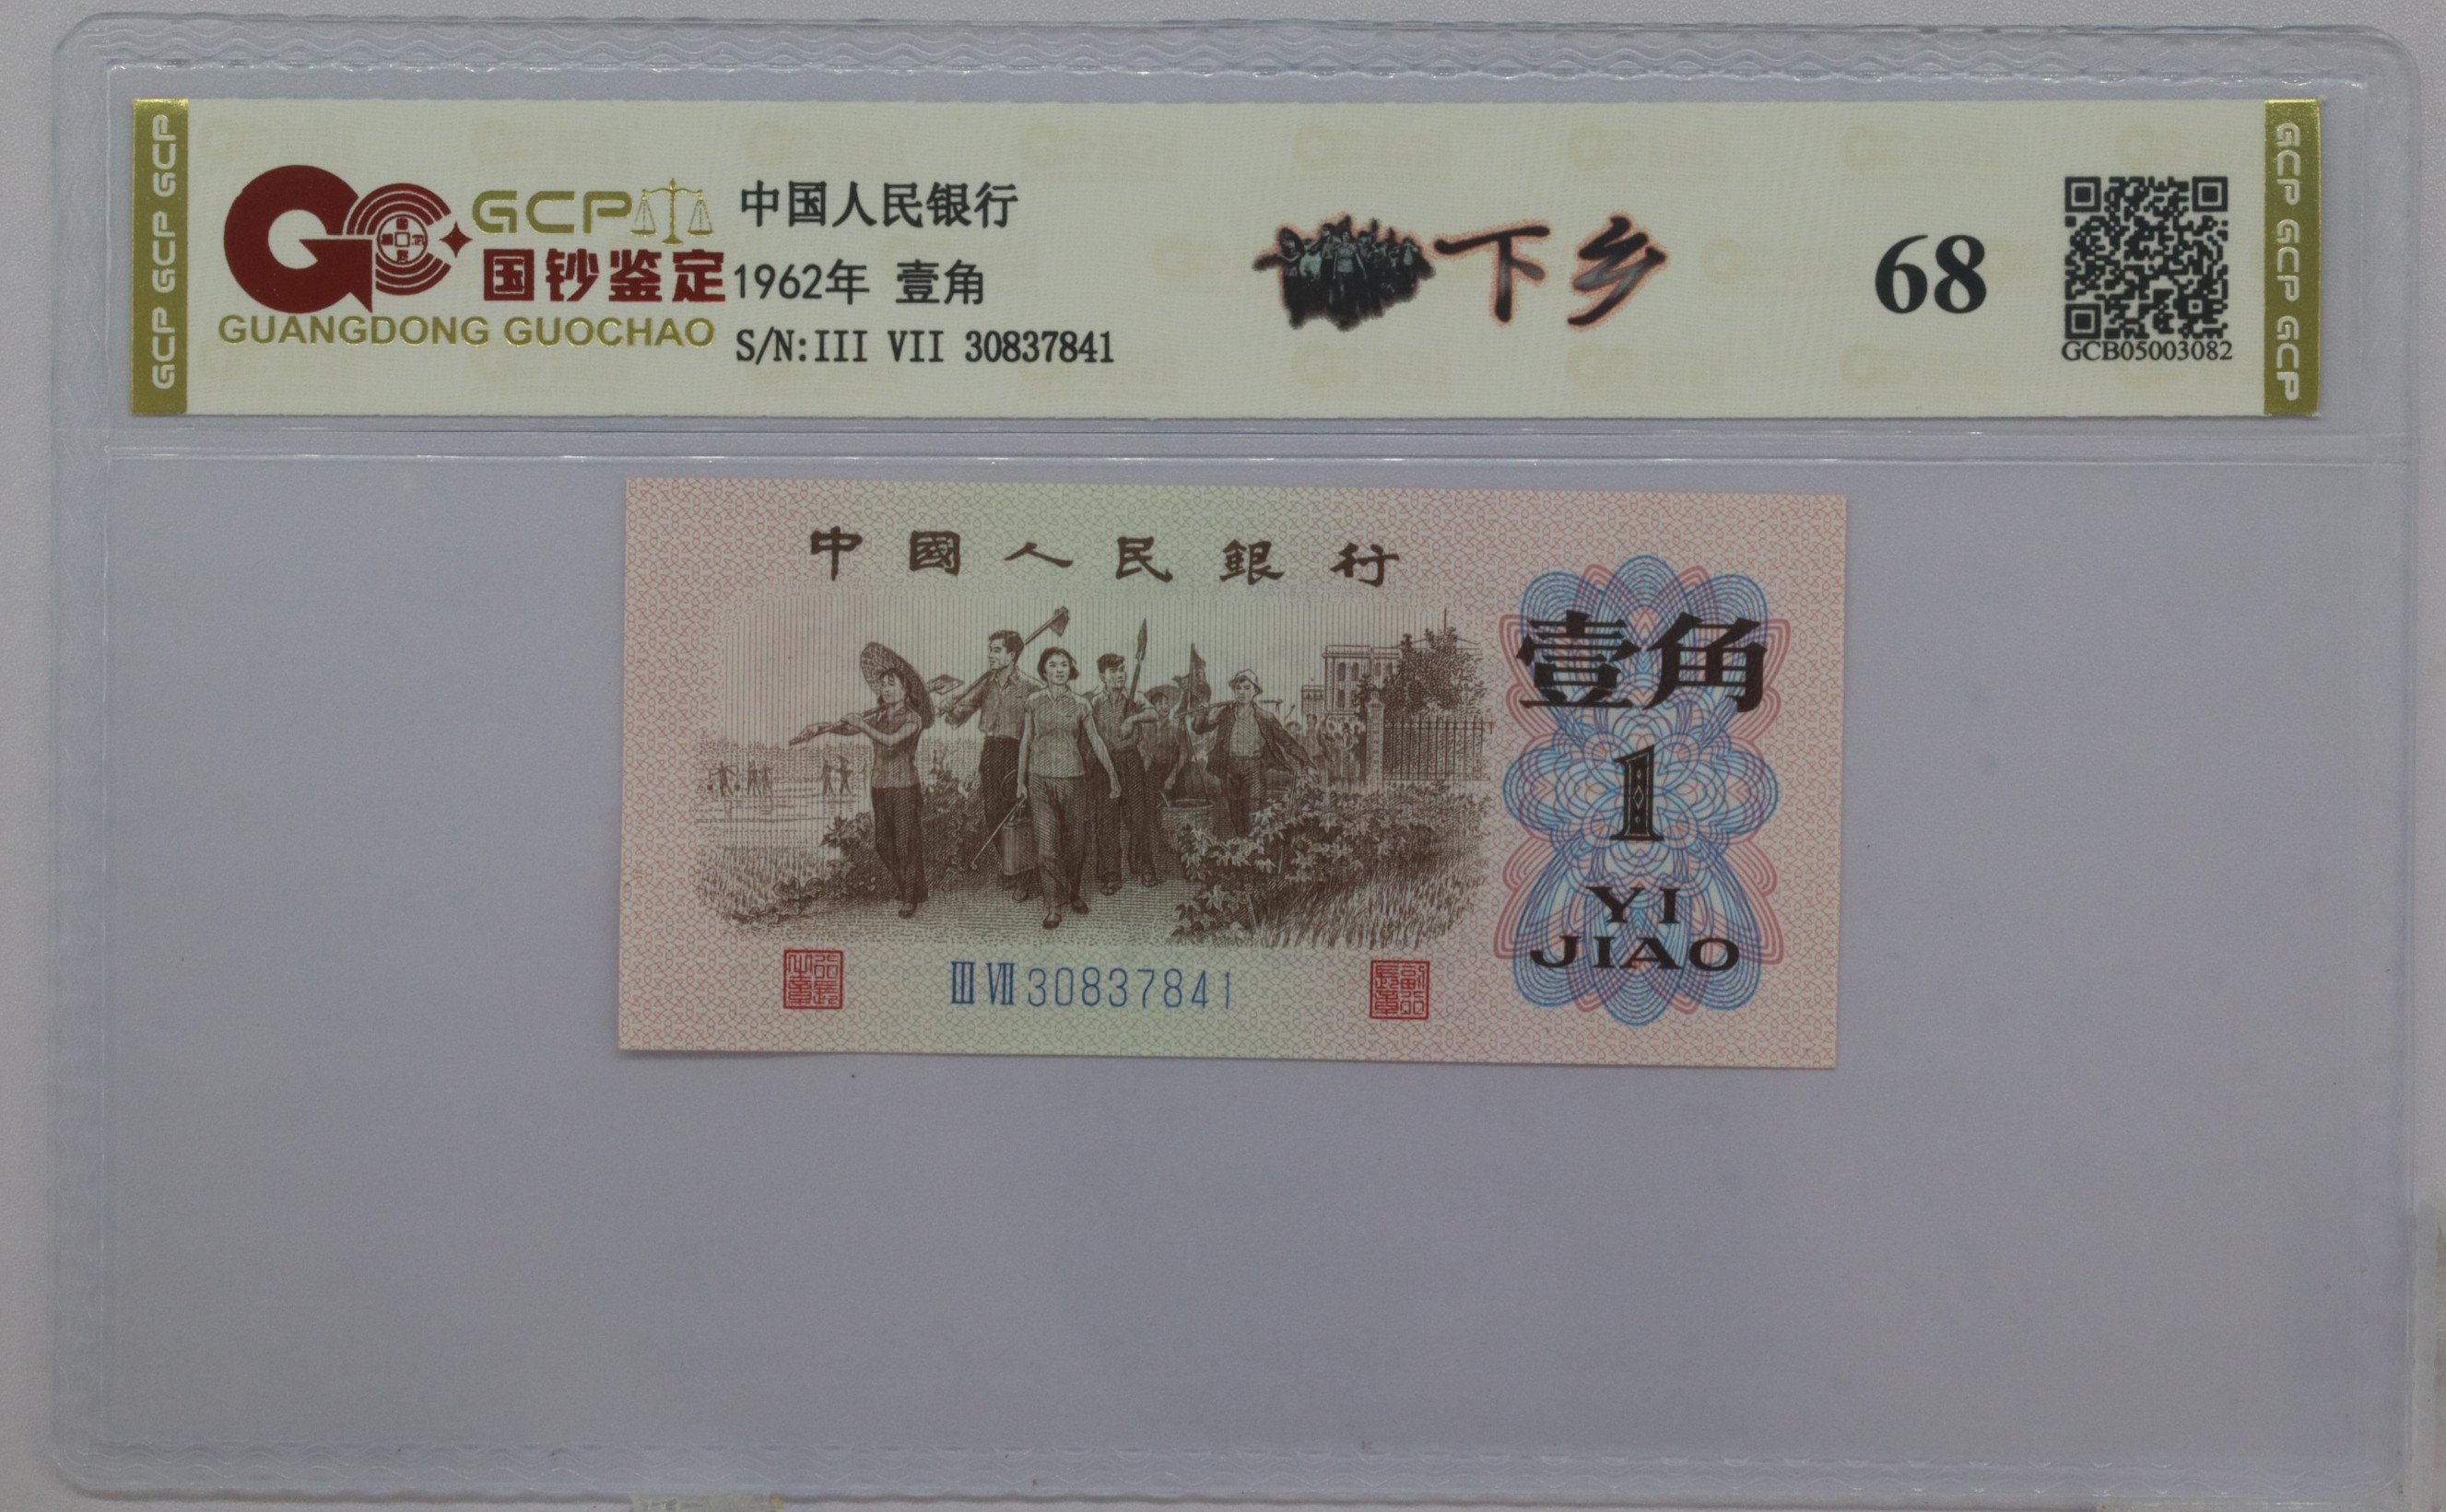 GCP GCP GCP
GCP
国钞鉴定
GUANGDONG GUOCHAO
中国人民银行
1962年 壹角
S/N:III VII 30837841
下乡
68
GCB05003082
GCP GCP GCP
中國人民銀行
壹角
1
YI
JIAO
III VII 30837841